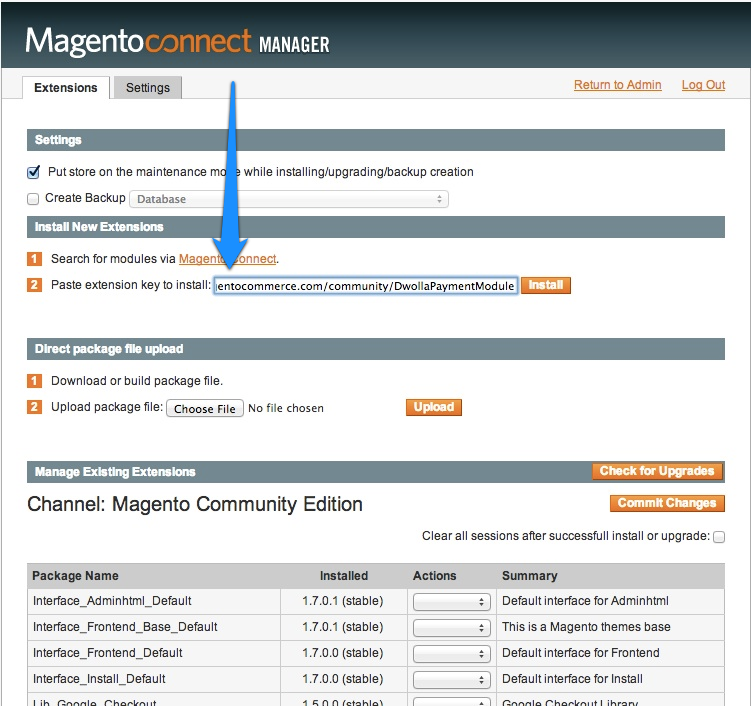 Magentoconnect MANAGER
Extensions Settings Return to Admin Log Out
Settings
Put store on the maintenance mode while installing/upgrading/backup creation
Create Backup Database
Install New Extensions
1 Search for modules via Magento Connect.
2 Paste extension key to install: entocommerce.com/community/DwollaPaymentModule Install
Direct package file upload
1 Download or build package file.
2 Upload package file: Choose File No file chosen Upload
Manage Existing Extensions Check for Upgrades
Channel: Magento Community Edition Commit Changes
Clear all sessions after successfull install or upgrade:
Package Name Installed Actions Summary
Interface_Adminhtml_Default 1.7.0.1 (stable) Default interface for Adminhtml
Interface_Frontend_Base_Default 1.7.0.1 (stable) This is a Magento themes base
Interface_Frontend_Default 1.7.0.0 (stable) Default interface for Frontend
Interface_Install_Default 1.7.0.0 (stable) Default interface for Install
Lib_Google_Checkout 1.5.0.0 (stable) Google Checkout Library